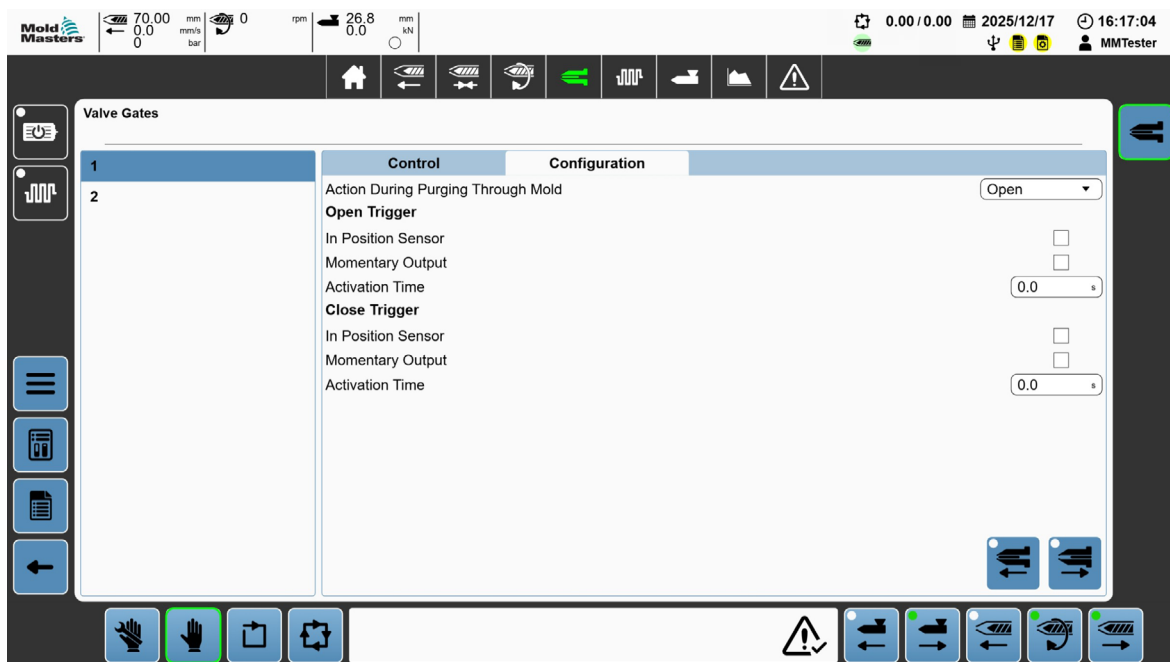 Mold
Masters
70.00 mm
0.0 mm/s
0 bar
0 rpm
26.8 mm
0.0 kN
0.00 / 0.00
2025/12/17
16:17:04
MMTester
Valve Gates
1
2
Control
Configuration
Action During Purging Through Mold
Open
Open Trigger
In Position Sensor
Momentary Output
Activation Time
0.0 s
Close Trigger
In Position Sensor
Momentary Output
Activation Time
0.0 s